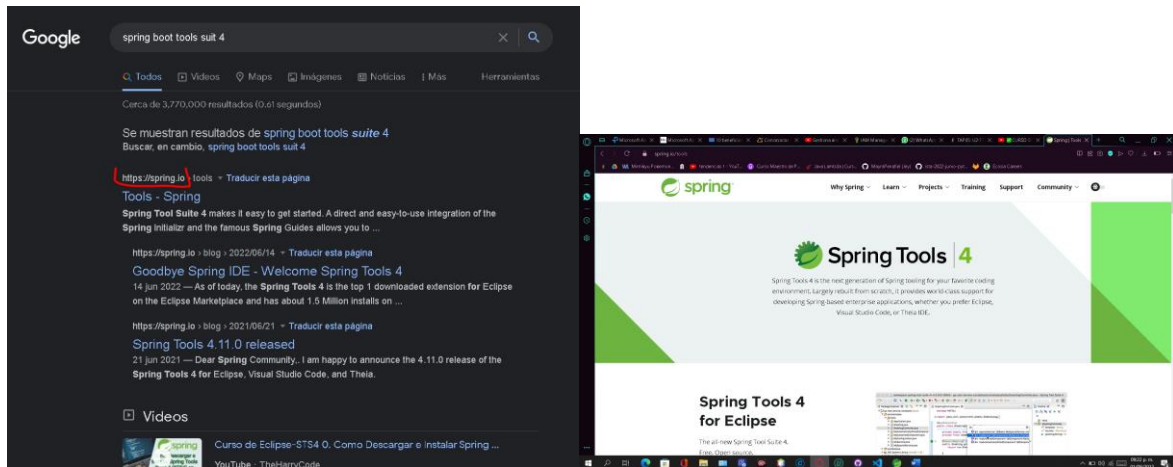 Google
spring boot tools suit 4
Todos
Videos
Maps
Imágenes
Noticias
Más
Herramientas
Cerca de 3,770,000 resultados (0.61 segundos)
Se muestran resultados de spring boot tools suite 4
Buscar, en cambio, spring boot tools suit 4
https://spring.io › tools Traducir esta página
Tools - Spring
Spring Tool Suite 4 makes it easy to get started. A direct and easy-to-use integration of the
Spring Initializr and the famous Spring Guides allows you to ...
https://spring.io › blog › 2022/06/14 Traducir esta página
Goodbye Spring IDE - Welcome Spring Tools 4
14 jun 2022 — As of today, the Spring Tools 4 is the top 1 downloaded extension for Eclipse
on the Eclipse Marketplace and has about 1.5 Million installs on ...
https://spring.io › blog › 2021/06/21 Traducir esta página
Spring Tools 4.11.0 released
21 jun 2021 — Dear Spring Community,. I am happy to announce the 4.11.0 release of the
Spring Tools 4 for Eclipse, Visual Studio Code, and Theia.
Videos
Curso de Eclipse-STS4 0. Como Descargar e Instalar Spring ...
YouTube · TheHarryCode
spring.io/tools
spring
Why Spring
Learn
Projects
Training
Support
Community
Spring Tools 4
Spring Tools 4 is the next generation of Spring tooling for your favorite coding
environment. Largely rebuilt from scratch, it provides world-class support for
developing Spring-based enterprise applications, whether you prefer Eclipse,
Visual Studio Code, or Theia IDE.
Spring Tools 4
for Eclipse
The all-new Spring Tool Suite 4.
Free. Open source.